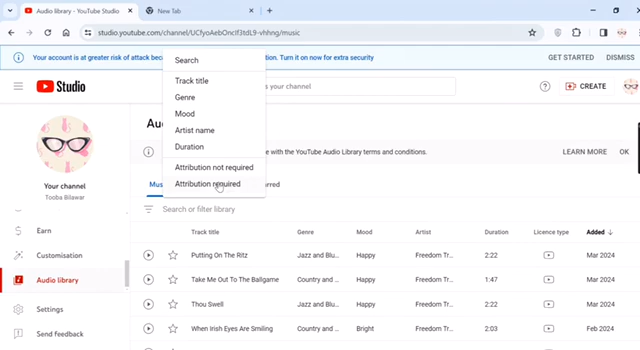 Audio library - YouTube Studio
New Tab
studio.youtube.com/channel/UCfyoAebOnctf3tdL9-vhhng/music
Your account is at greater risk of attack beca
ation. Turn it on now for extra security
GET STARTED
DISMISS
Studio
s your channel
CREATE
Search
Track title
Genre
Mood
Artist name
Duration
Attribution not required
Attribution required
Your channel
Tooba Bilawar
Earn
Customisation
Audio library
Settings
Send feedback
Au
e with the YouTube Audio Library terms and conditions.
LEARN MORE
OK
Mus
rred
Search or filter library
Track title Genre Mood Artist Duration Licence type Added
Putting On The Ritz Jazz and Blu... Happy Freedom Tr... 2:22 Mar 2024
Take Me Out To The Ballgame Country and ... Happy Freedom Tr... 1:47 Mar 2024
Thou Swell Jazz and Blu... Happy Freedom Tr... 2:22 Mar 2024
When Irish Eyes Are Smiling Country and ... Bright Freedom Tr... 2:03 Feb 2024